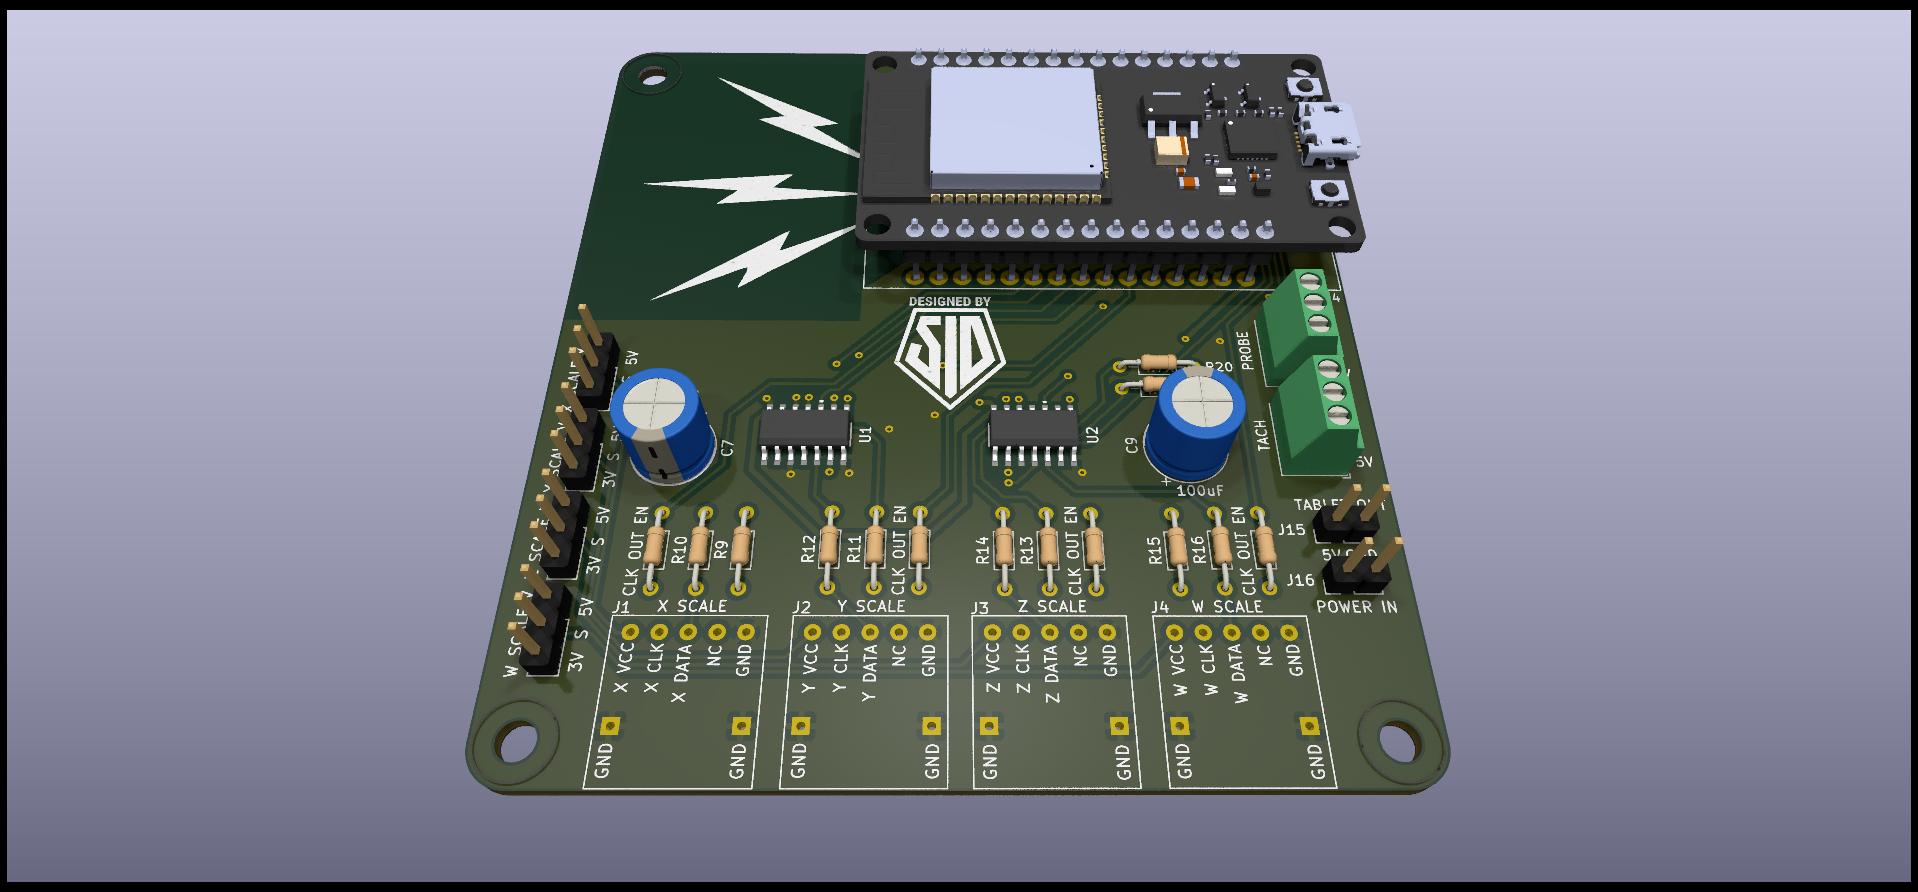 DESIGNED BY
SID
PROBE
R20
5V
U1
U2
C7
C9
TACH
5V
3V S
+
100uF
TABLET OUT
5V
3V S
CLK OUT EN
R10
R9
R12
R11
CLK OUT EN
R14
R13
CLK OUT EN
R15
R16
CLK OUT EN
J15
5V GND
J16
POWER IN
5V
3V S
W SCALE
J1
X SCALE
J2
Y SCALE
J3
Z SCALE
J4
W SCALE
X VCC
X CLK
X DATA
NC
GND
Y VCC
Y CLK
Y DATA
NC
GND
Z VCC
Z CLK
Z DATA
NC
GND
W VCC
W CLK
W DATA
NC
GND
GND
GND
GND
GND
GND
GND
GND
GND